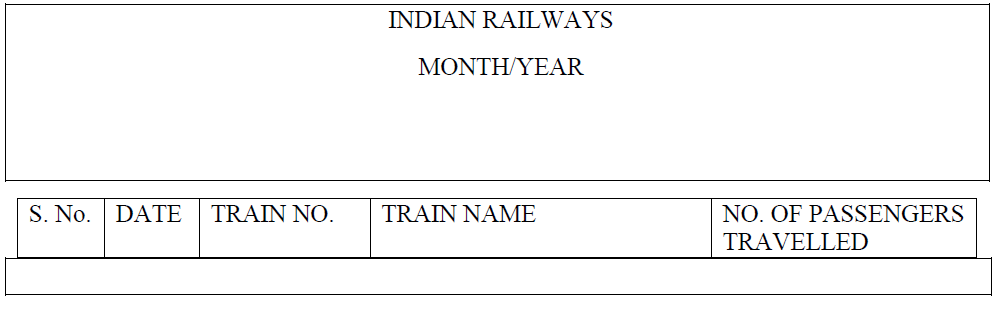 INDIAN RAILWAYS
MONTH/YEAR
S. No. DATE TRAIN NO. TRAIN NAME NO. OF PASSENGERS
TRAVELLED